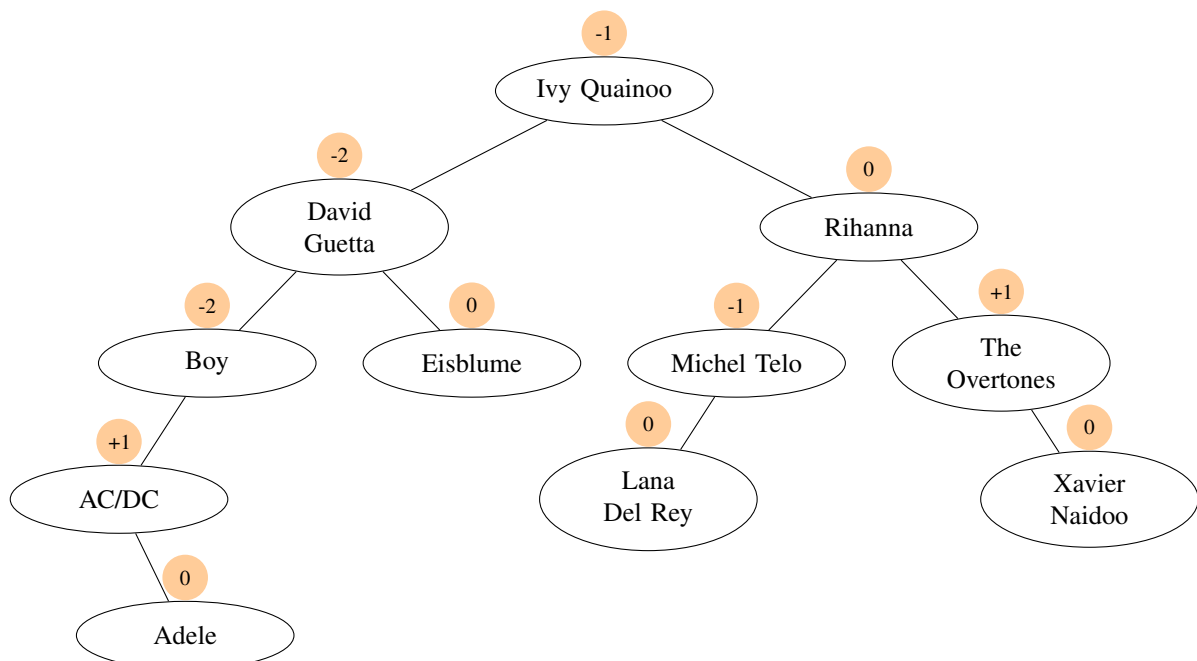 -1
Ivy Quainoo
-2
David
Guetta
0
Rihanna
-2
Boy
0
Eisblume
-1
Michel Telo
+1
The
Overtones
+1
AC/DC
0
Lana
Del Rey
0
Xavier
Naidoo
0
Adele